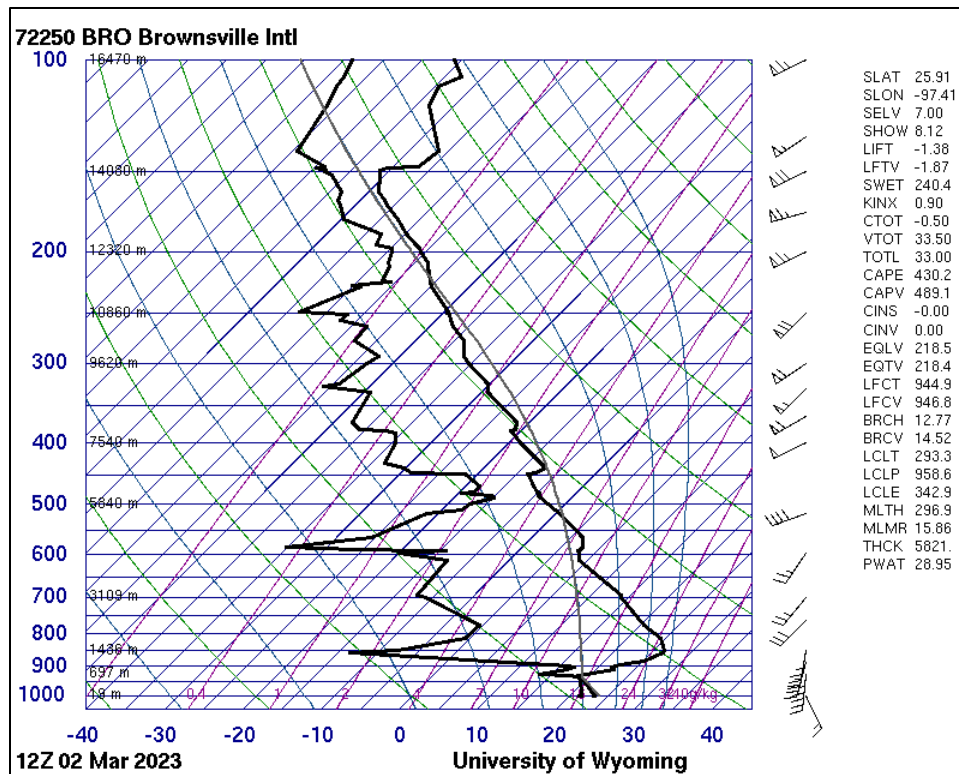 72250 BRO Brownsville Intl
100 16470 m
14080 m
200 12320 m
10860 m
300 9620 m
400 7540 m
500 5840 m
600
700 3109 m
800
1436 m
900
697 m
1000 19 m
0.1 1 2 4 7 10 21 32 40g/kg
-40 -30 -20 -10 0 10 20 30 40
12Z 02 Mar 2023 University of Wyoming
SLAT 25.91
SLON -97.41
SELV 7.00
SHOW 8.12
LIFT -1.38
LFTV -1.87
SWET 240.4
KINX 0.90
CTOT -0.50
VTOT 33.50
TOTL 33.00
CAPE 430.2
CAPV 489.1
CINS -0.00
CINV 0.00
EQLV 218.5
EQTV 218.4
LFCT 944.9
LFCV 946.8
BRCH 12.77
BRCV 14.52
LCLT 293.3
LCLP 958.6
LCLE 342.9
MLTH 296.9
MLMR 15.86
THCK 5821.
PWAT 28.95